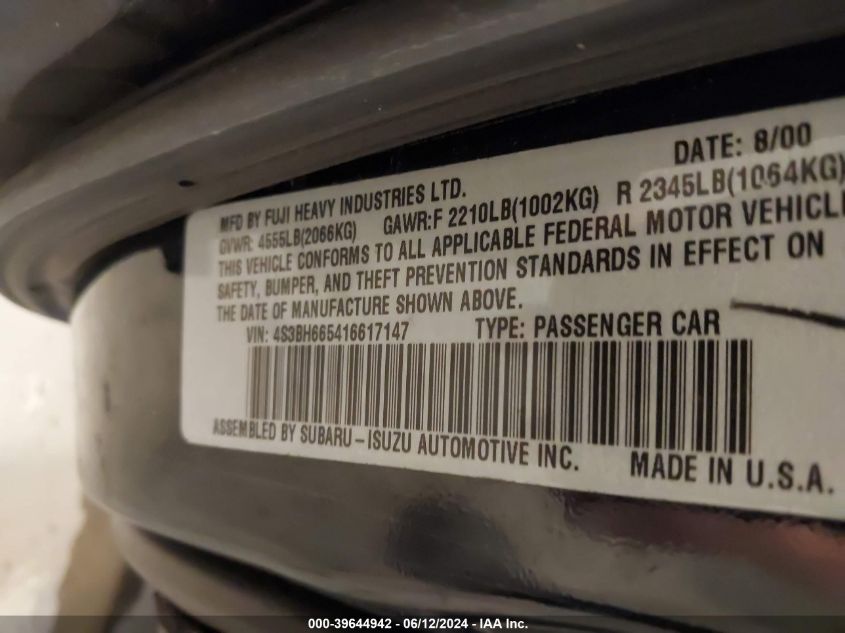 DATE: 8/00
MFD BY FUJI HEAVY INDUSTRIES LTD.
GVWR: 4555LB(2066KG) GAWR:F 2210LB(1002KG) R 2345LB(1064KG)
THIS VEHICLE CONFORMS TO ALL APPLICABLE FEDERAL MOTOR VEHICLE
SAFETY, BUMPER, AND THEFT PREVENTION STANDARDS IN EFFECT ON
THE DATE OF MANUFACTURE SHOWN ABOVE.
VIN: 4S3BH665416617147 TYPE: PASSENGER CAR
ASSEMBLED BY SUBARU-ISUZU AUTOMOTIVE INC. MADE IN U.S.A.
000-39644942 - 06/12/2024 - IAA Inc.